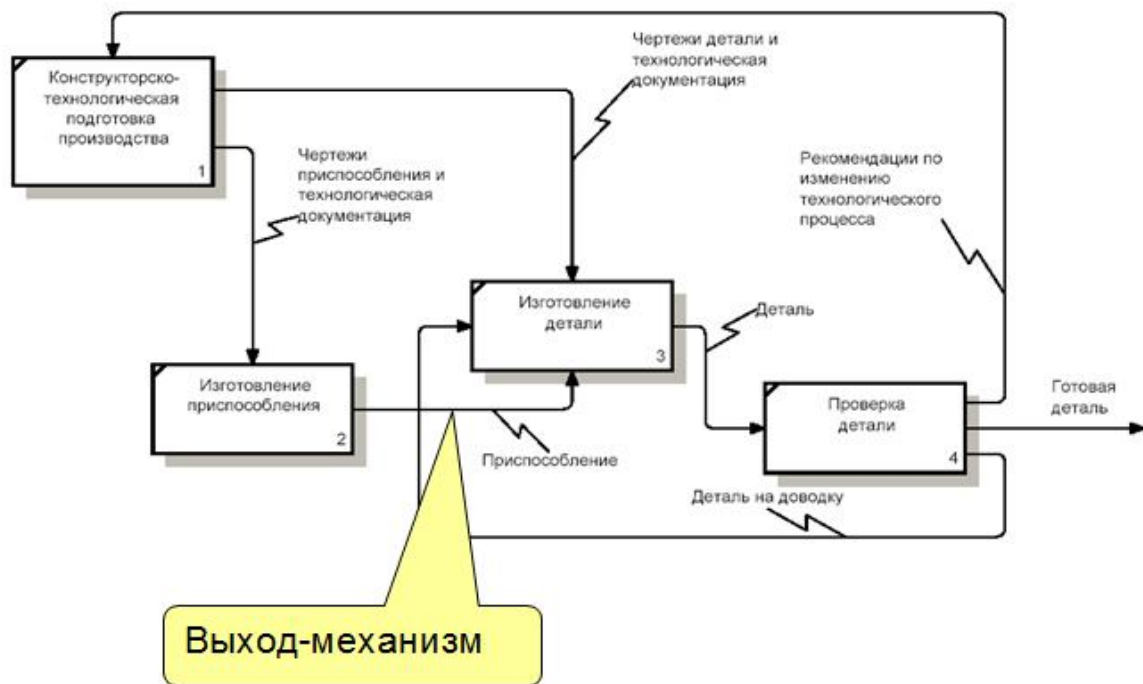 Конструкторско-
технологическая
подготовка
производства
1
Чертежи
приспособления и
технологическая
документация
Чертежи детали и
технологическая
документация
Рекомендации по
изменению
технологического
процесса
Изготовление
детали
3
Деталь
Изготовление
приспособления
2
Приспособление
Проверка
детали
4
Готовая
деталь
Деталь на доводку
Выход-механизм